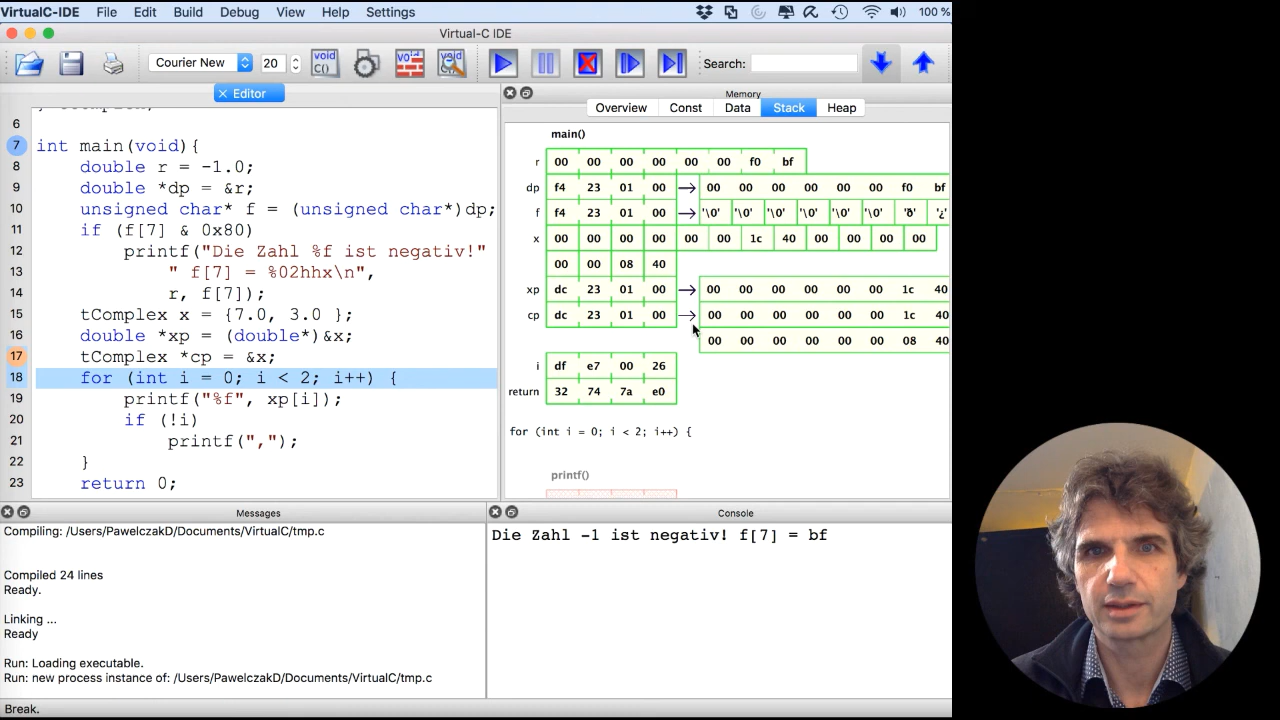 VirtualC-IDE File Edit Build Debug View Help Settings 100 %
Virtual-C IDE
Courier New 20 void C() void void C() Search:
Editor
6
7 int main(void){
8 double r = -1.0;
9 double *dp = &r;
10 unsigned char* f = (unsigned char*)dp;
11 if (f[7] & 0x80)
12 printf("Die Zahl %f ist negativ!"
13 " f[7] = %02hhx\n",
14 r, f[7]);
15 tComplex x = {7.0, 3.0 };
16 double *xp = (double*)&x;
17 tComplex *cp = &x;
18 for (int i = 0; i < 2; i++) {
19 printf("%f", xp[i]);
20 if (!i)
21 printf(",");
22 }
23 return 0;
Memory
Overview Const Data Stack Heap
main()
r 00 00 00 00 00 00 f0 bf
dp f4 23 01 00 → 00 00 00 00 00 00 f0 bf
f f4 23 01 00 → '\0' '\0' '\0' '\0' '\0' '\0' 'ð' '¿'
x 00 00 00 00 00 00 1c 40 00 00 00 00
00 00 08 40
xp dc 23 01 00 → 00 00 00 00 00 00 1c 40
cp dc 23 01 00 → 00 00 00 00 00 00 1c 40
00 00 00 00 00 00 08 40
i df e7 00 26
return 32 74 7a e0
for (int i = 0; i < 2; i++) {
printf()
Messages
Compiling: /Users/PawelczakD/Documents/VirtualC/tmp.c
Compiled 24 lines
Ready.
Linking ...
Ready
Run: Loading executable.
Run: new process instance of: /Users/PawelczakD/Documents/VirtualC/tmp.c
Console
Die Zahl -1 ist negativ! f[7] = bf
Break.